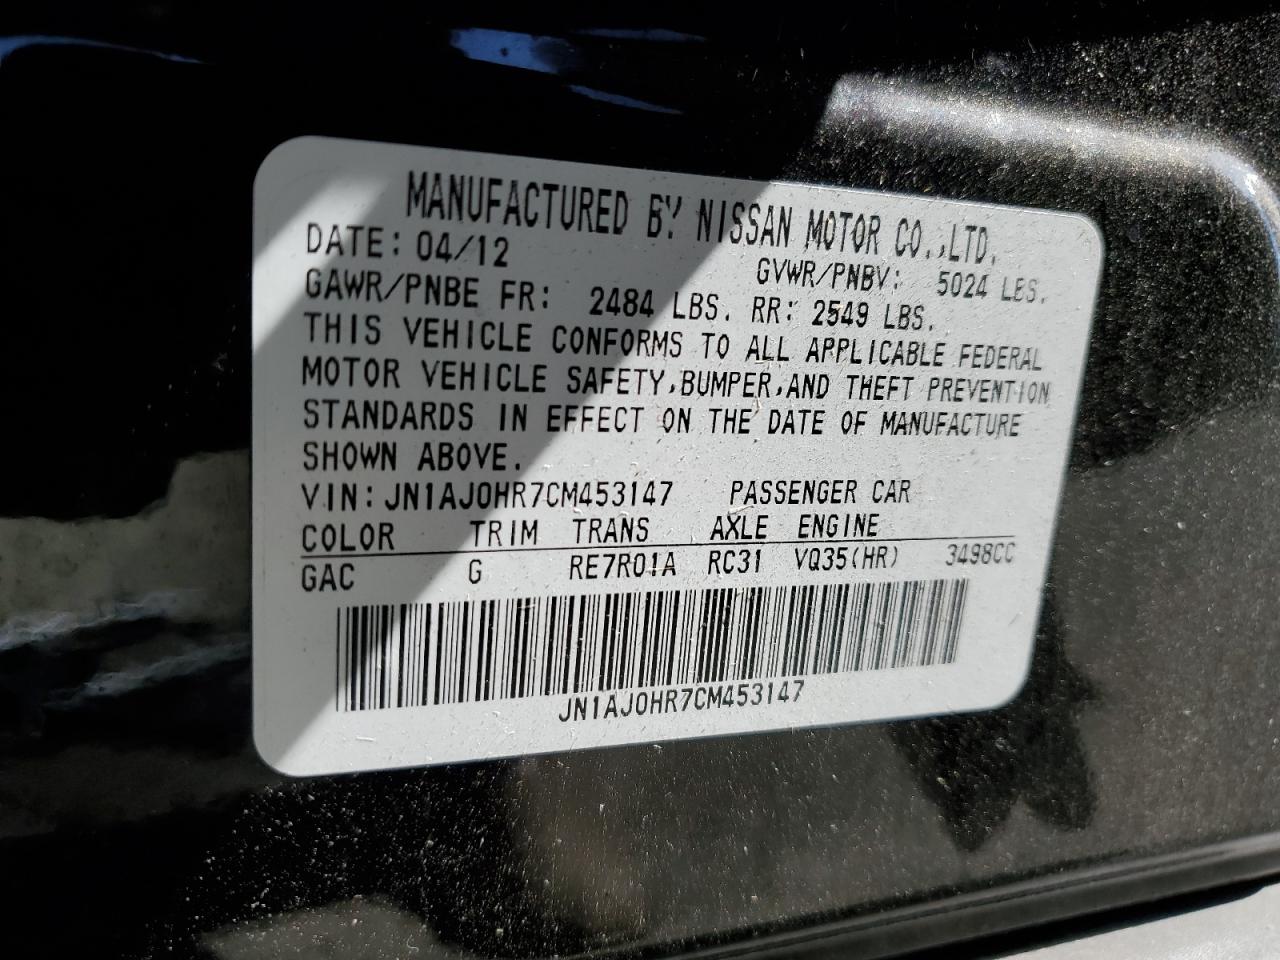 MANUFACTURED BY NISSAN MOTOR CO.,LTD.
DATE: 04/12 GVWR/PNBV: 5024 LBS.
GAWR/PNBE FR: 2484 LBS. RR: 2549 LBS.
THIS VEHICLE CONFORMS TO ALL APPLICABLE FEDERAL
MOTOR VEHICLE SAFETY,BUMPER,AND THEFT PREVENTION
STANDARDS IN EFFECT ON THE DATE OF MANUFACTURE
SHOWN ABOVE.
VIN: JN1AJ0HR7CM453147 PASSENGER CAR
COLOR TRIM TRANS AXLE ENGINE
GAC G RE7R01A RC31 VQ35(HR) 3498CC
JN1AJ0HR7CM453147